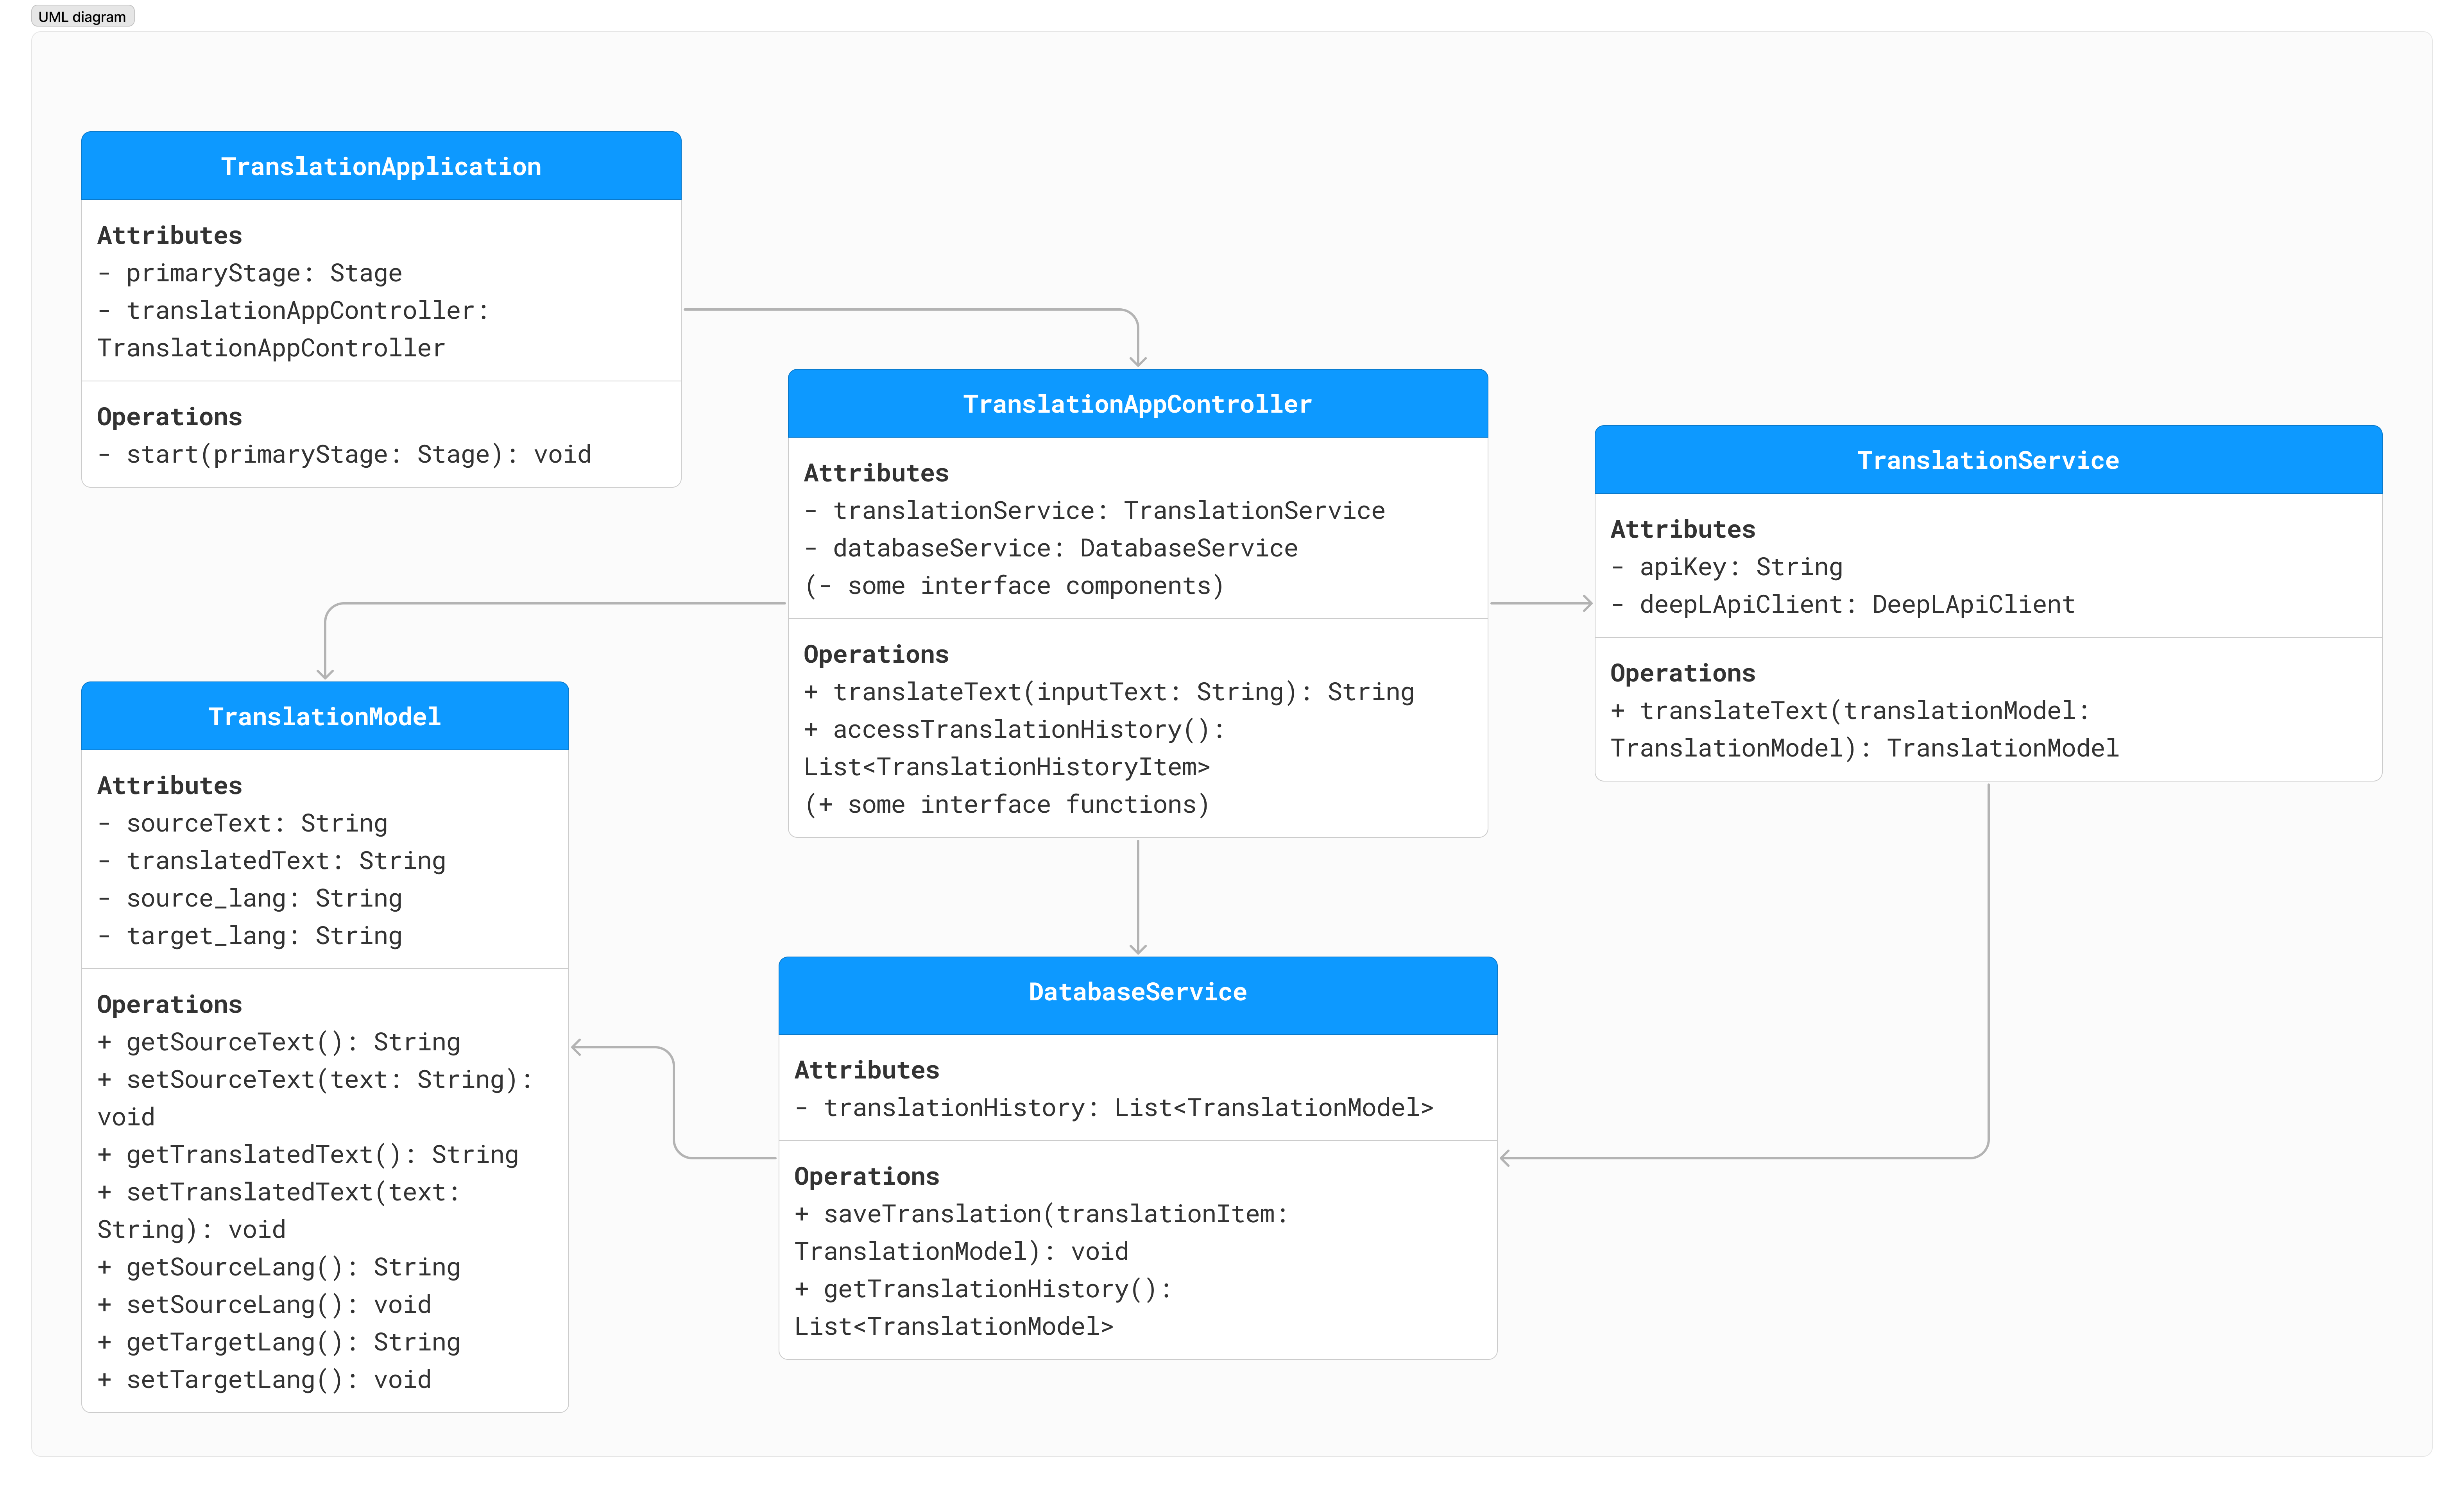 UML diagram
TranslationApplication
Attributes
- primaryStage: Stage
- translationAppController:
TranslationAppController
Operations
- start(primaryStage: Stage): void
TranslationAppController
Attributes
- translationService: TranslationService
- databaseService: DatabaseService
(- some interface components)
Operations
+ translateText(inputText: String): String
+ accessTranslationHistory():
List<TranslationHistoryItem>
(+ some interface functions)
TranslationService
Attributes
- apiKey: String
- deepLApiClient: DeepLApiClient
Operations
+ translateText(translationModel:
TranslationModel): TranslationModel
TranslationModel
Attributes
- sourceText: String
- translatedText: String
- source_lang: String
- target_lang: String
Operations
+ getSourceText(): String
+ setSourceText(text: String):
void
+ getTranslatedText(): String
+ setTranslatedText(text:
String): void
+ getSourceLang(): String
+ setSourceLang(): void
+ getTargetLang(): String
+ setTargetLang(): void
DatabaseService
Attributes
- translationHistory: List<TranslationModel>
Operations
+ saveTranslation(translationItem:
TranslationModel): void
+ getTranslationHistory():
List<TranslationModel>